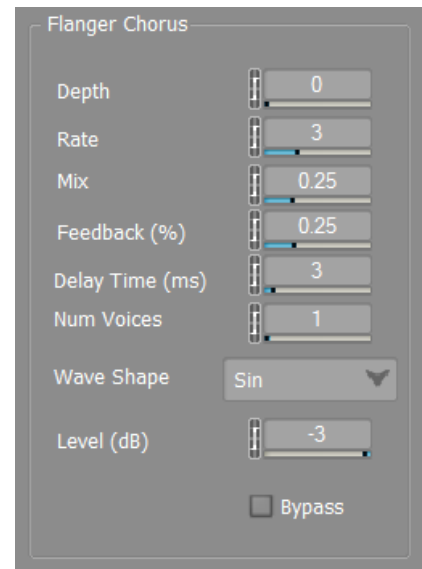 Flanger Chorus
Depth 0
Rate 3
Mix 0.25
Feedback (%) 0.25
Delay Time (ms) 3
Num Voices 1
Wave Shape Sin
Level (dB) -3
Bypass